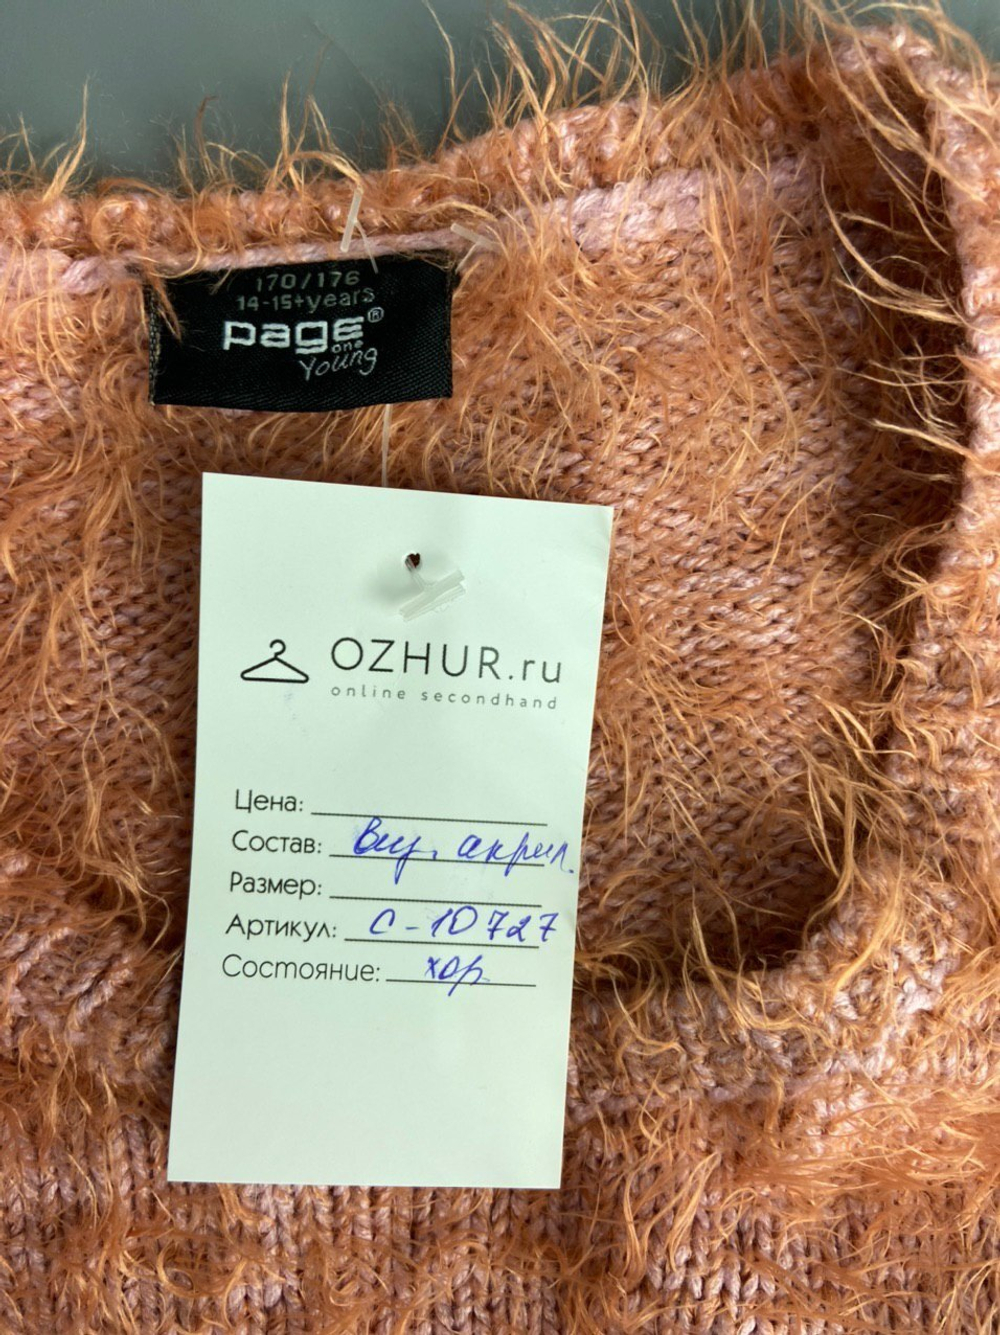 170/176
14-15+years
page®
one
Young
OZHUR.ru
online secondhand
Цена:
Состав: Виз. акрил.
Размер:
Артикул: С-10727
Состояние: хор